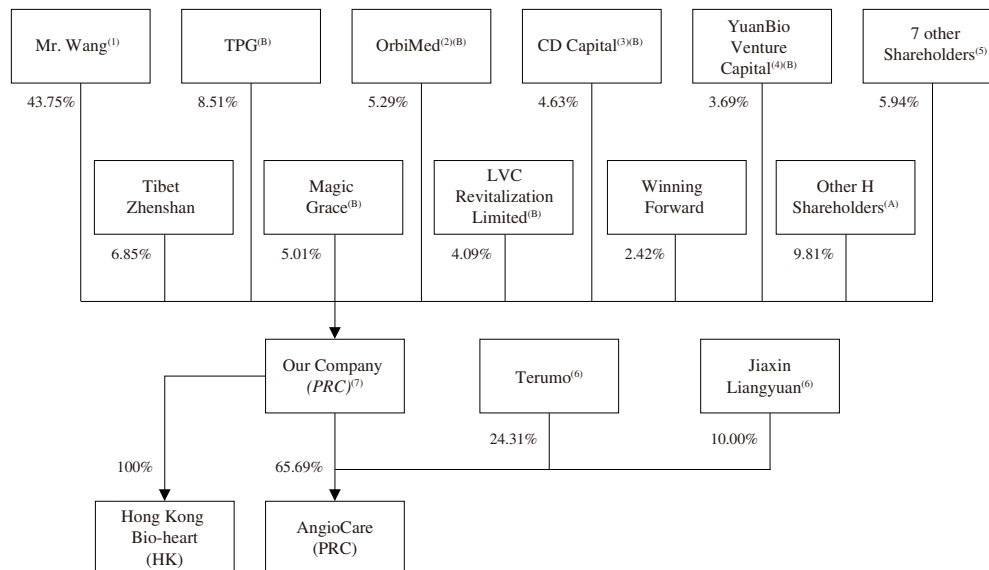 Mr. Wang(1)
TPG(B)
OrbiMed(2)(B)
CD Capital(3)(B)
YuanBio
Venture
Capital(4)(B)
7 other
Shareholders(5)
43.75%
8.51%
5.29%
4.63%
3.69%
5.94%
Tibet
Zhenshan
Magic
Grace(B)
LVC
Revitalization
Limited(B)
Winning
Forward
Other H
Shareholders(A)
6.85%
5.01%
4.09%
2.42%
9.81%
Our Company
(PRC)(7)
Terumo(6)
Jiaxin
Liangyuan(6)
24.31%
10.00%
100%
65.69%
Hong Kong
Bio-heart
(HK)
AngioCare
(PRC)